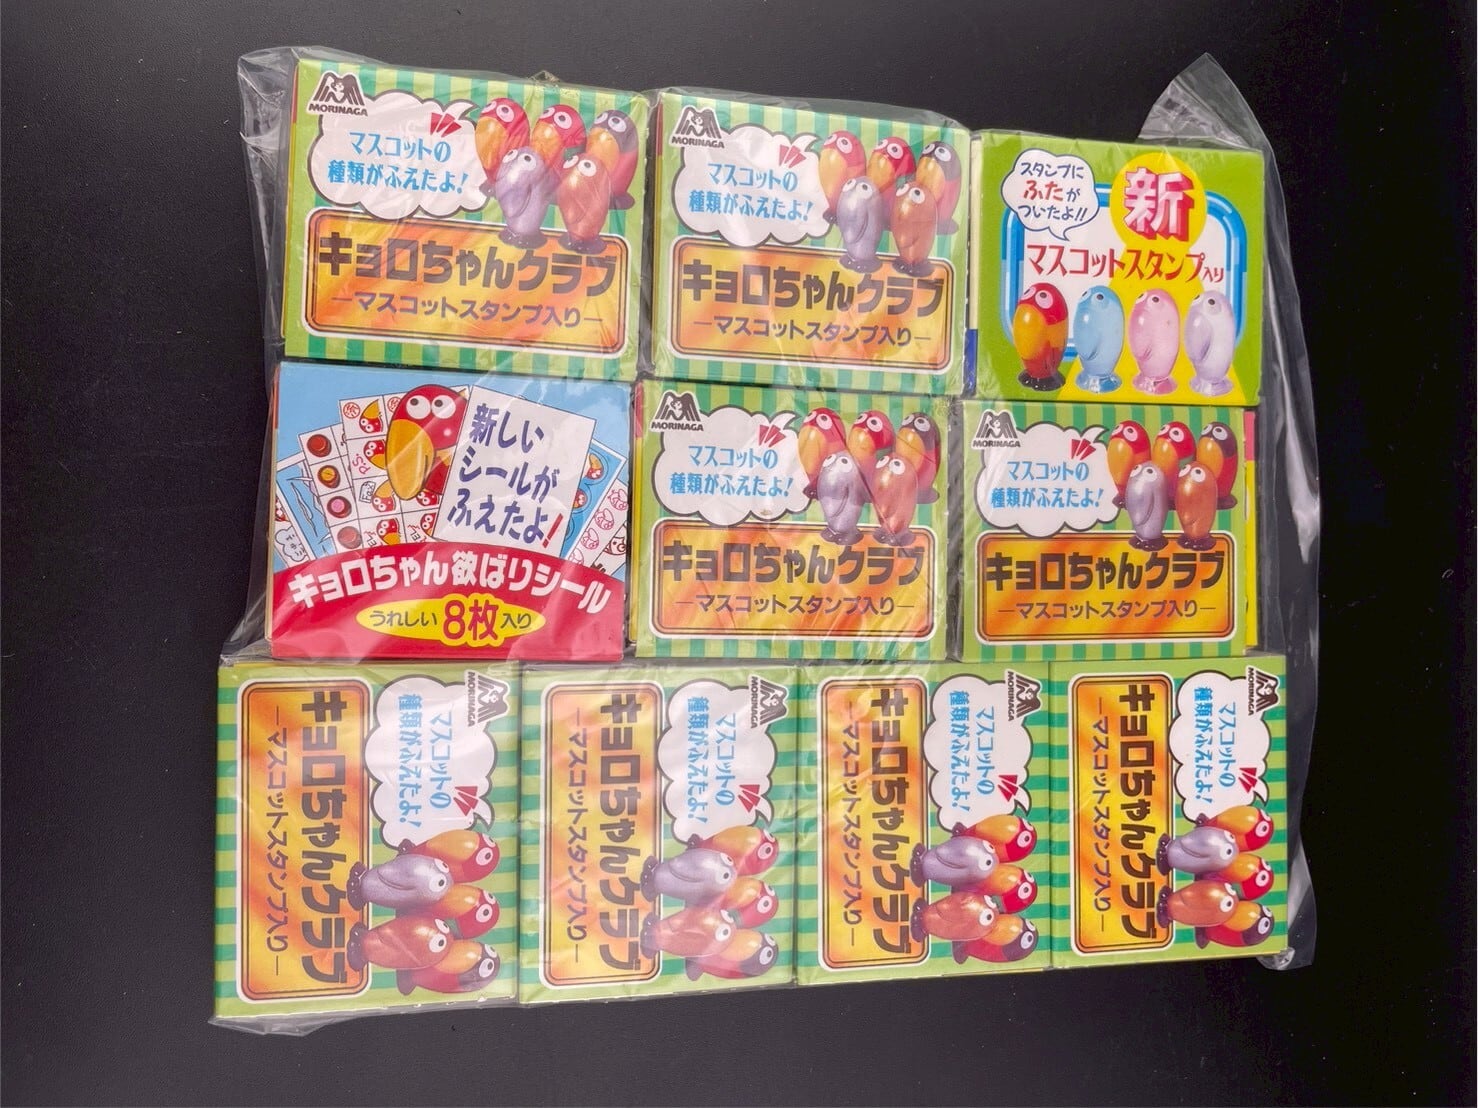 MORINAGA
マスコットの
種類がふえたよ!
キョロちゃんクラブ
―マスコットスタンプ入り―
MORINAGA
マスコットの
種類がふえたよ!
キョロちゃんクラブ
―マスコットスタンプ入り―
スタンプに
ふたが
ついたよ!!
新
マスコットスタンプ入り
新しい
シールが
ふえたよ!
キョロちゃん欲ばりシール
うれしい8枚入り
MORINAGA
マスコットの
種類がふえたよ!
キョロちゃんクラブ
―マスコットスタンプ入り―
MORINAGA
マスコットの
種類がふえたよ!
キョロちゃんクラブ
―マスコットスタンプ入り―
MORINAGA
マスコットの
種類がふえたよ!
キョロちゃんクラブ
―マスコットスタンプ入り―
MORINAGA
マスコットの
種類がふえたよ!
キョロちゃんクラブ
―マスコットスタンプ入り―
MORINAGA
マスコットの
種類がふえたよ!
キョロちゃんクラブ
―マスコットスタンプ入り―
MORINAGA
マスコットの
種類がふえたよ!
キョロちゃんクラブ
―マスコットスタンプ入り―